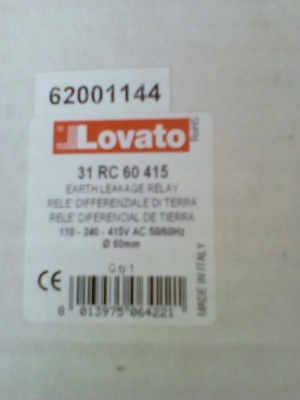 62001144
Lovato
RoHS
31 RC 60 415
EARTH LEAKAGE RELAY
RELE' DIFFERENZIALE DI TERRA
RELE' DIFERENCIAL DE TIERRA
110 - 240 - 415V AC 50/60Hz
Ø 60mm
Q.ty 1
CE
MADE IN ITALY
8 013975 064221